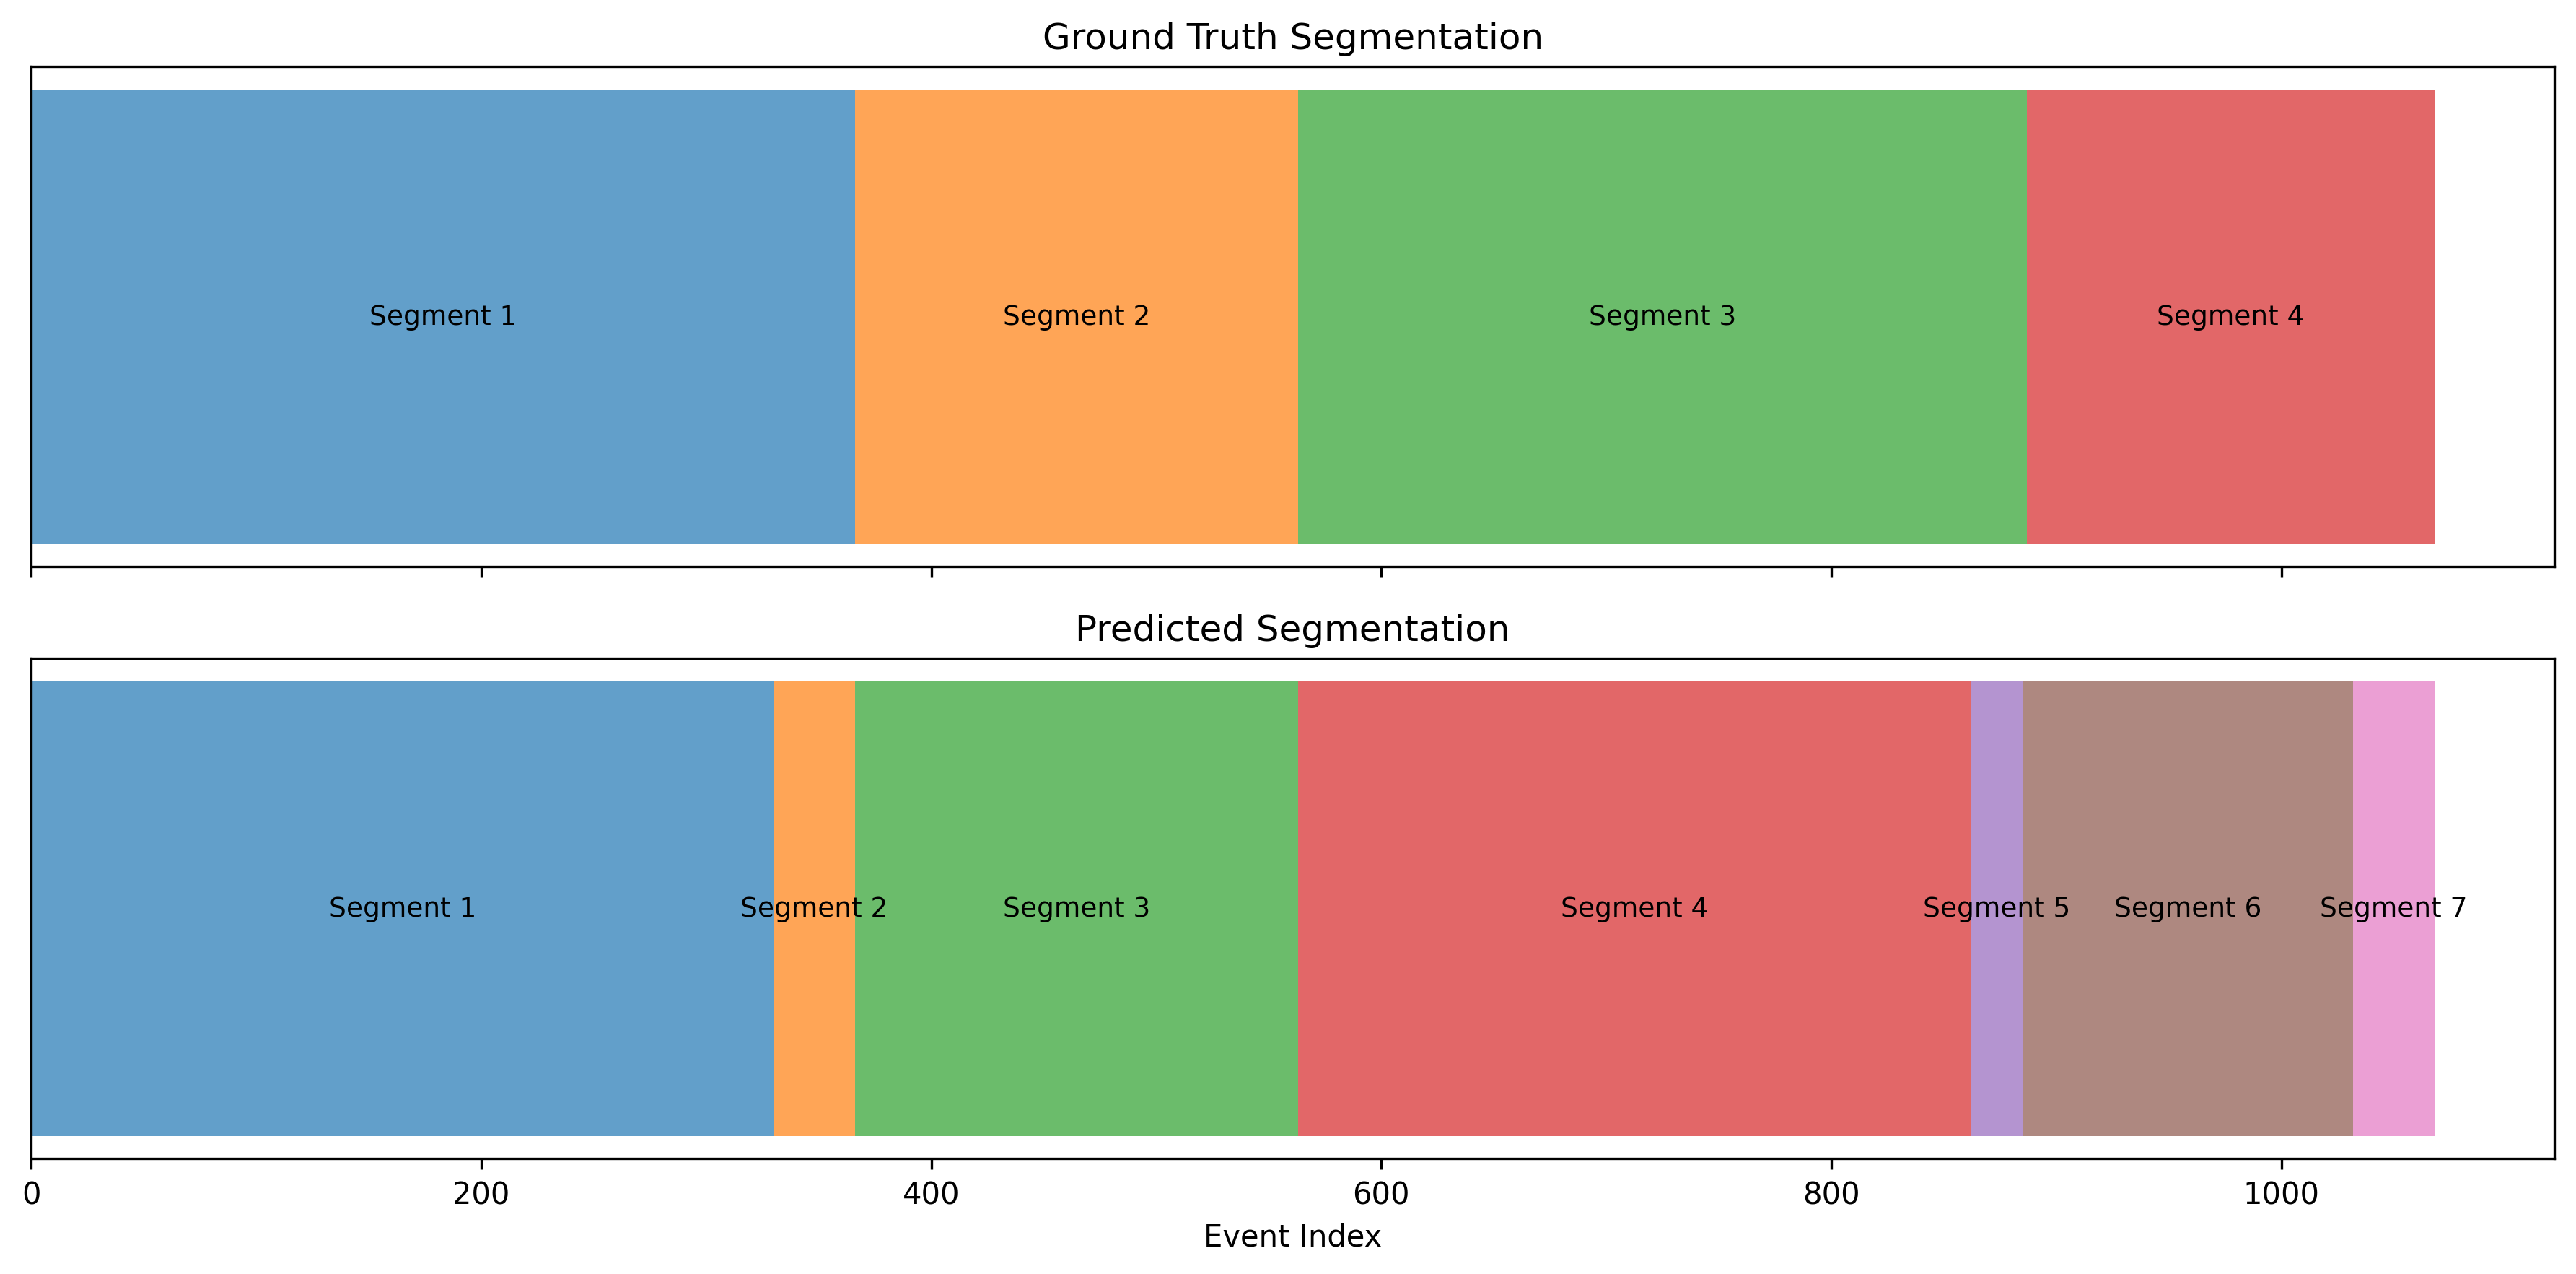 Ground Truth Segmentation
Segment 1 Segment 2 Segment 3 Segment 4
Predicted Segmentation
Segment 1 Segment 2 Segment 3 Segment 4 Segment 5 Segment 6 Segment 7
0 200 400 600 800 1000
Event Index